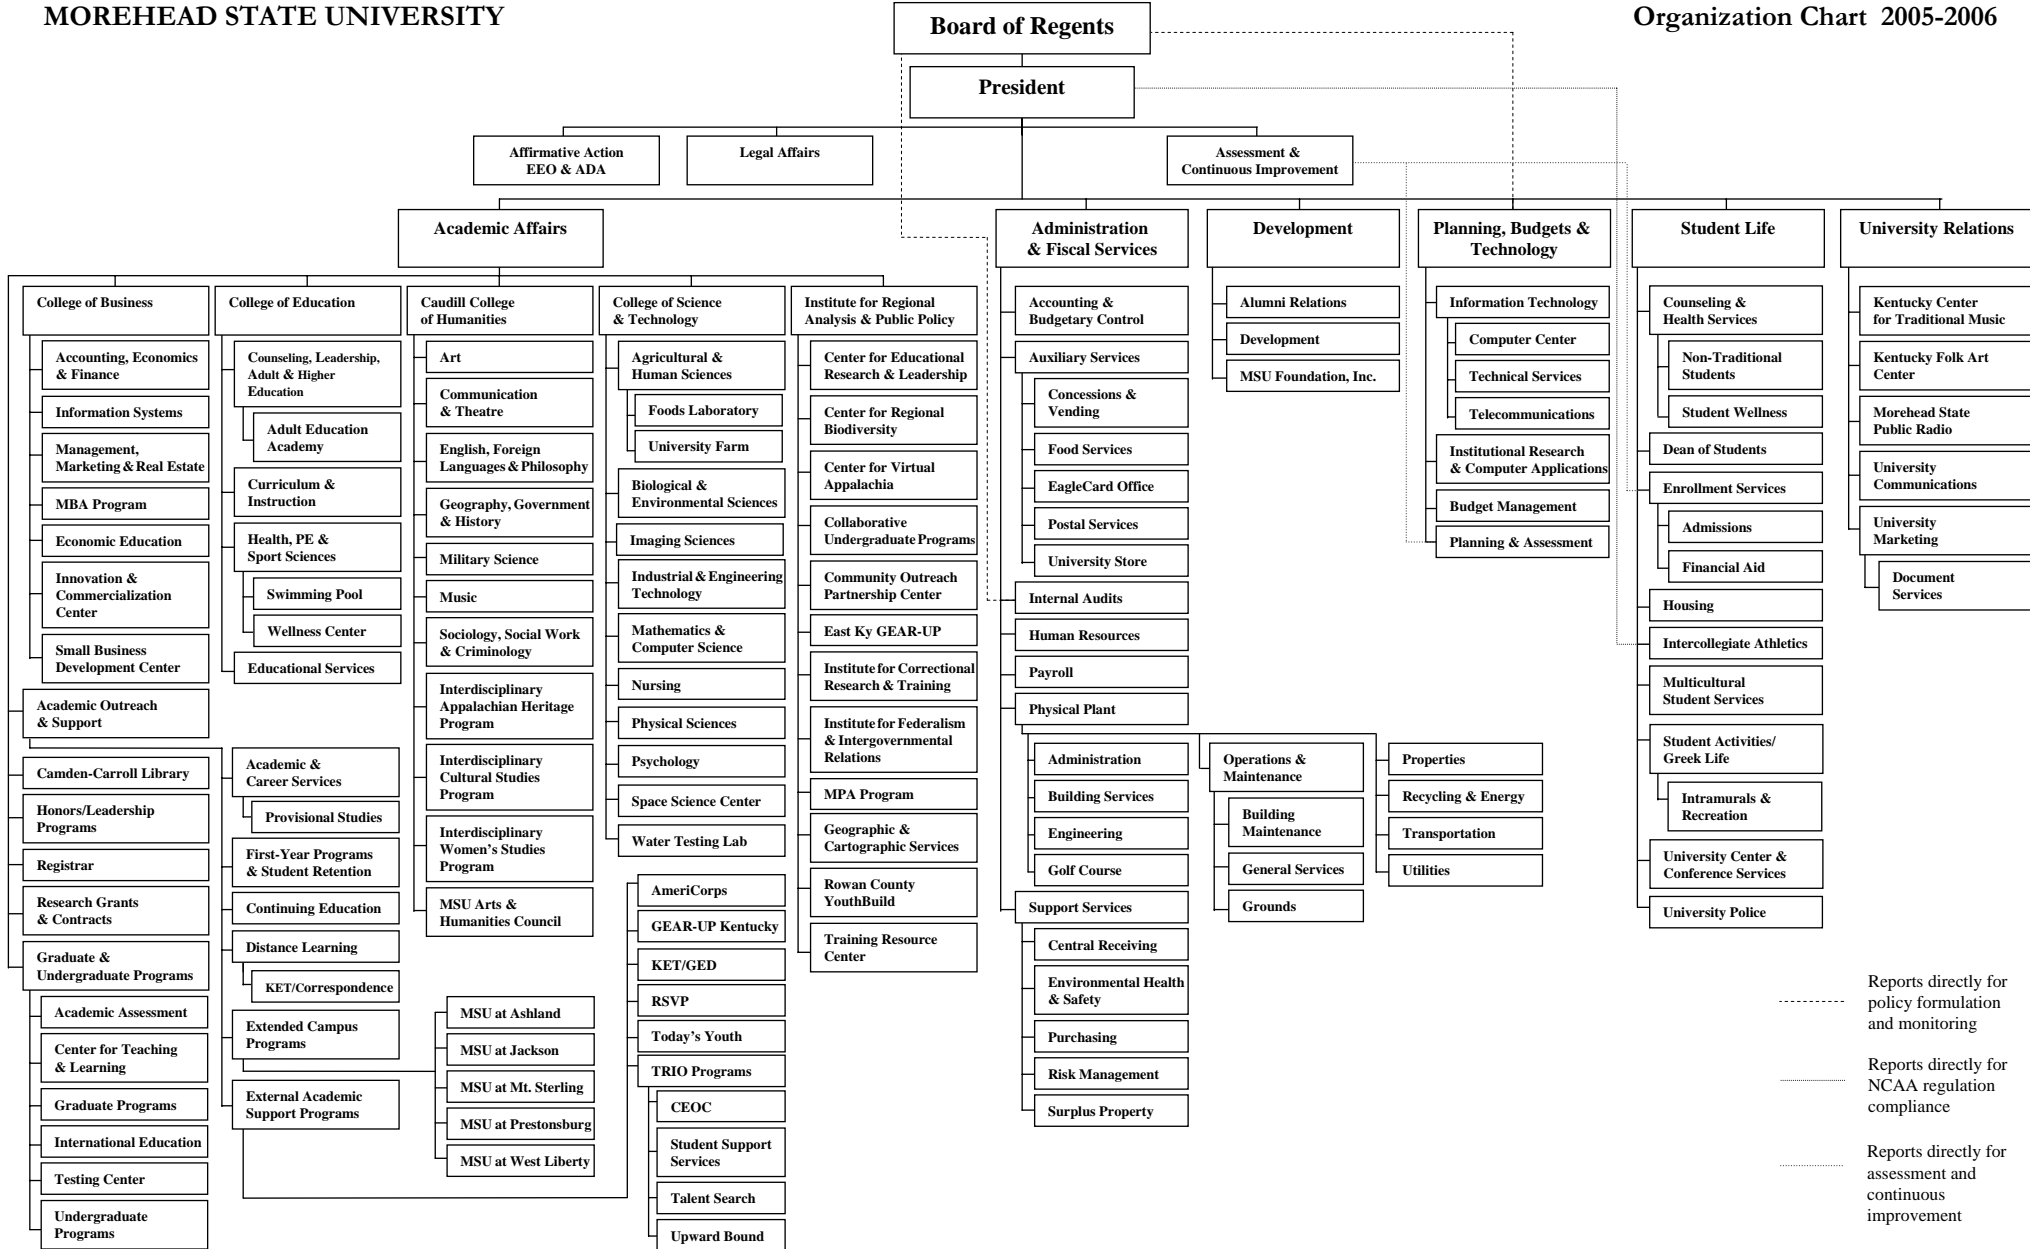 MOREHEAD STATE UNIVERSITY
Organization Chart 2005-2006
Board of Regents
President
Affirmative Action
EEO & ADA
Legal Affairs
Assessment &
Continuous Improvement
Academic Affairs
Administration
& Fiscal Services
Development
Planning, Budgets &
Technology
Student Life
University Relations
College of Business
Accounting, Economics
& Finance
Information Systems
Management,
Marketing & Real Estate
MBA Program
Economic Education
Innovation &
Commercialization
Center
Small Business
Development Center
Academic Outreach
& Support
Camden-Carroll Library
Honors/Leadership
Programs
Registrar
Research Grants
& Contracts
Graduate &
Undergraduate Programs
Academic Assessment
Center for Teaching
& Learning
Graduate Programs
International Education
Testing Center
Undergraduate
Programs
College of Education
Counseling, Leadership,
Adult & Higher
Education
Adult Education
Academy
Curriculum &
Instruction
Health, PE &
Sport Sciences
Swimming Pool
Wellness Center
Educational Services
Academic &
Career Services
Provisional Studies
First-Year Programs
& Student Retention
Continuing Education
Distance Learning
KET/Correspondence
Extended Campus
Programs
External Academic
Support Programs
Caudill College
of Humanities
Art
Communication
& Theatre
English, Foreign
Languages & Philosophy
Geography, Government
& History
Military Science
Music
Sociology, Social Work
& Criminology
Interdisciplinary
Appalachian Heritage
Program
Interdisciplinary
Cultural Studies
Program
Interdisciplinary
Women's Studies
Program
MSU Arts &
Humanities Council
MSU at Ashland
MSU at Jackson
MSU at Mt. Sterling
MSU at Prestonsburg
MSU at West Liberty
College of Science
& Technology
Agricultural &
Human Sciences
Foods Laboratory
University Farm
Biological &
Environmental Sciences
Imaging Sciences
Industrial & Engineering
Technology
Mathematics &
Computer Science
Nursing
Physical Sciences
Psychology
Space Science Center
Water Testing Lab
AmeriCorps
GEAR-UP Kentucky
KET/GED
RSVP
Today's Youth
TRIO Programs
CEOC
Student Support
Services
Talent Search
Upward Bound
Institute for Regional
Analysis & Public Policy
Center for Educational
Research & Leadership
Center for Regional
Biodiversity
Center for Virtual
Appalachia
Collaborative
Undergraduate Programs
Community Outreach
Partnership Center
East Ky GEAR-UP
Institute for Correctional
Research & Training
Institute for Federalism
& Intergovernmental
Relations
MPA Program
Geographic &
Cartographic Services
Rowan County
YouthBuild
Training Resource
Center
Accounting &
Budgetary Control
Auxiliary Services
Concessions &
Vending
Food Services
EagleCard Office
Postal Services
University Store
Internal Audits
Human Resources
Payroll
Physical Plant
Administration
Building Services
Engineering
Golf Course
Operations &
Maintenance
Building
Maintenance
General Services
Grounds
Properties
Recycling & Energy
Transportation
Utilities
Support Services
Central Receiving
Environmental Health
& Safety
Purchasing
Risk Management
Surplus Property
Alumni Relations
Development
MSU Foundation, Inc.
Information Technology
Computer Center
Technical Services
Telecommunications
Institutional Research
& Computer Applications
Budget Management
Planning & Assessment
Counseling &
Health Services
Non-Traditional
Students
Student Wellness
Dean of Students
Enrollment Services
Admissions
Financial Aid
Housing
Intercollegiate Athletics
Multicultural
Student Services
Student Activities/
Greek Life
Intramurals &
Recreation
University Center &
Conference Services
University Police
Kentucky Center
for Traditional Music
Kentucky Folk Art
Center
Morehead State
Public Radio
University
Communications
University
Marketing
Document
Services
Reports directly for
policy formulation
and monitoring
Reports directly for
NCAA regulation
compliance
Reports directly for
assessment and
continuous
improvement